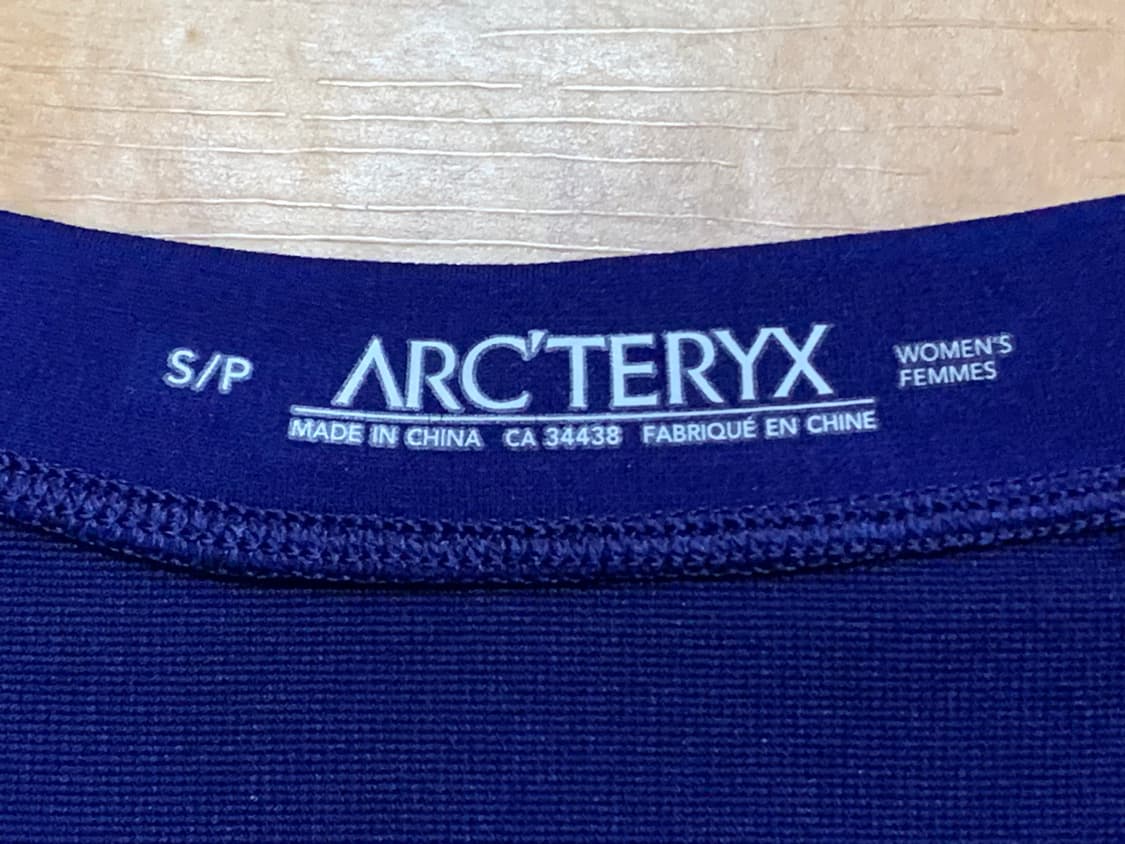 S/P
ARC'TERYX
MADE IN CHINA CA 34438 FABRIQUÉ EN CHINE
WOMEN'S
FEMMES